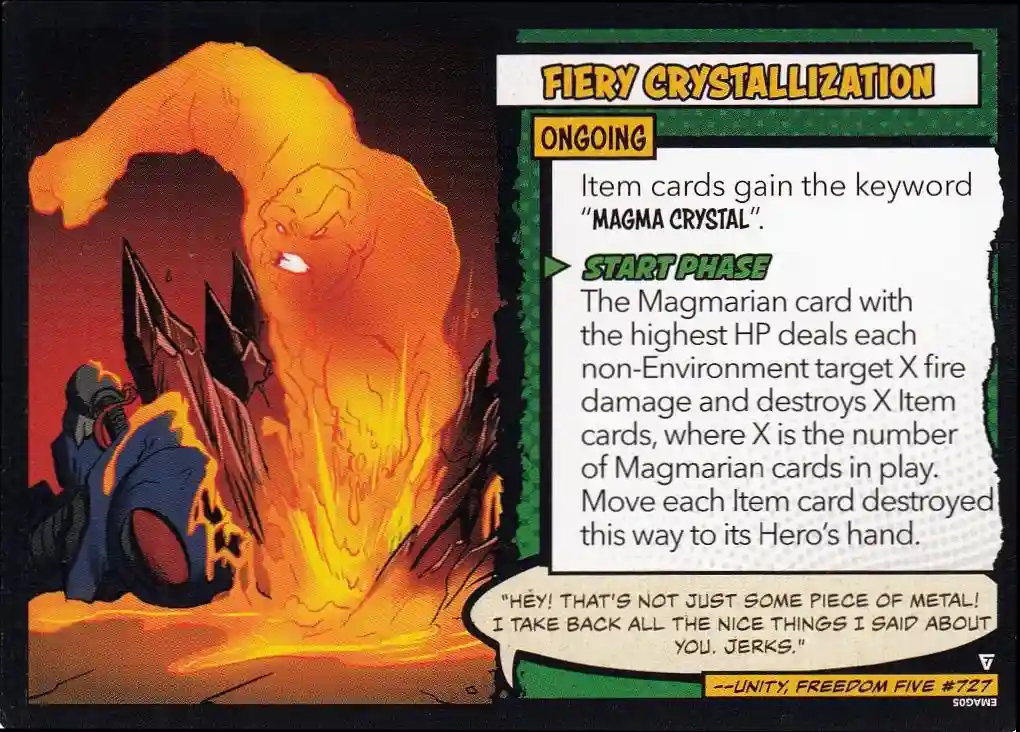 FIERY CRYSTALLIZATION
ONGOING
Item cards gain the keyword
"MAGMA CRYSTAL".
START PHASE
The Magmarian card with
the highest HP deals each
non-Environment target X fire
damage and destroys X Item
cards, where X is the number
of Magmarian cards in play.
Move each Item card destroyed
this way to its Hero's hand.
"HEY! THAT'S NOT JUST SOME PIECE OF METAL!
I TAKE BACK ALL THE NICE THINGS I SAID ABOUT
YOU, JERKS."
--UNITY, FREEDOM FIVE #727
EMAG05